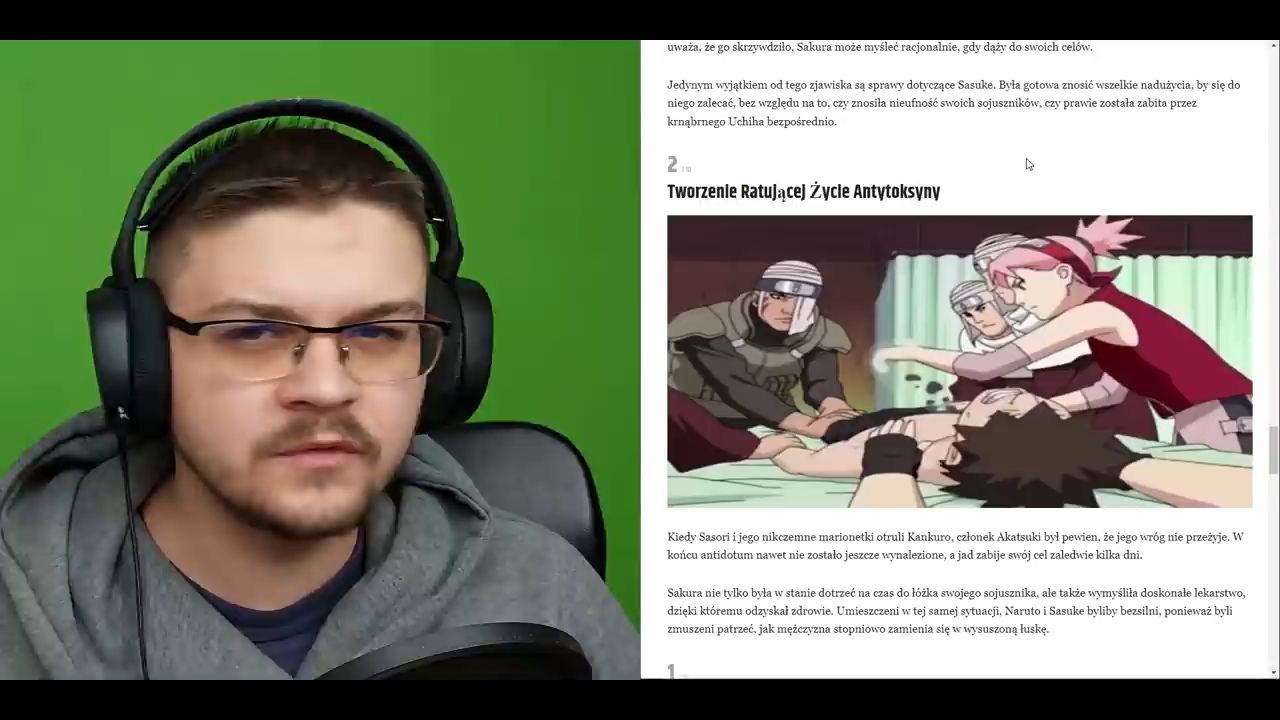 uważa, że go skrzywdziło, Sakura może myśleć racjonalnie, gdy dąży do swoich celów.
Jedynym wyjątkiem od tego zjawiska są sprawy dotyczące Sasuke. Była gotowa znosić wszelkie nadużycia, by się do
niego zalecać, bez względu na to, czy znosiła nieufność swoich sojuszników, czy prawie została zabita przez
krnąbrnego Uchiha bezpośrednio.
2 / 10
Tworzenie Ratującej Życie Antytoksyny
Kiedy Sasori i jego nikczemne marionetki otruli Kankuro, członek Akatsuki był pewien, że jego wróg nie przeżyje. W
końcu antidotum nawet nie zostało jeszcze wynalezione, a jad zabije swój cel zaledwie kilka dni.
Sakura nie tylko była w stanie dotrzeć na czas do łóżka swojego sojusznika, ale także wymyśliła doskonałe lekarstwo,
dzięki któremu odzyskał zdrowie. Umieszczeni w tej samej sytuacji, Naruto i Sasuke byliby bezsilni, ponieważ byli
zmuszeni patrzeć, jak mężczyzna stopniowo zamienia się w wysuszoną łuskę.
1